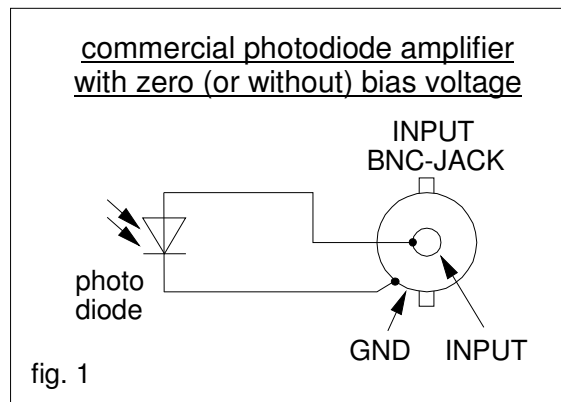 commercial photodiode amplifier
with zero (or without) bias voltage
INPUT
BNC-JACK
photo
diode
GND
INPUT
fig. 1